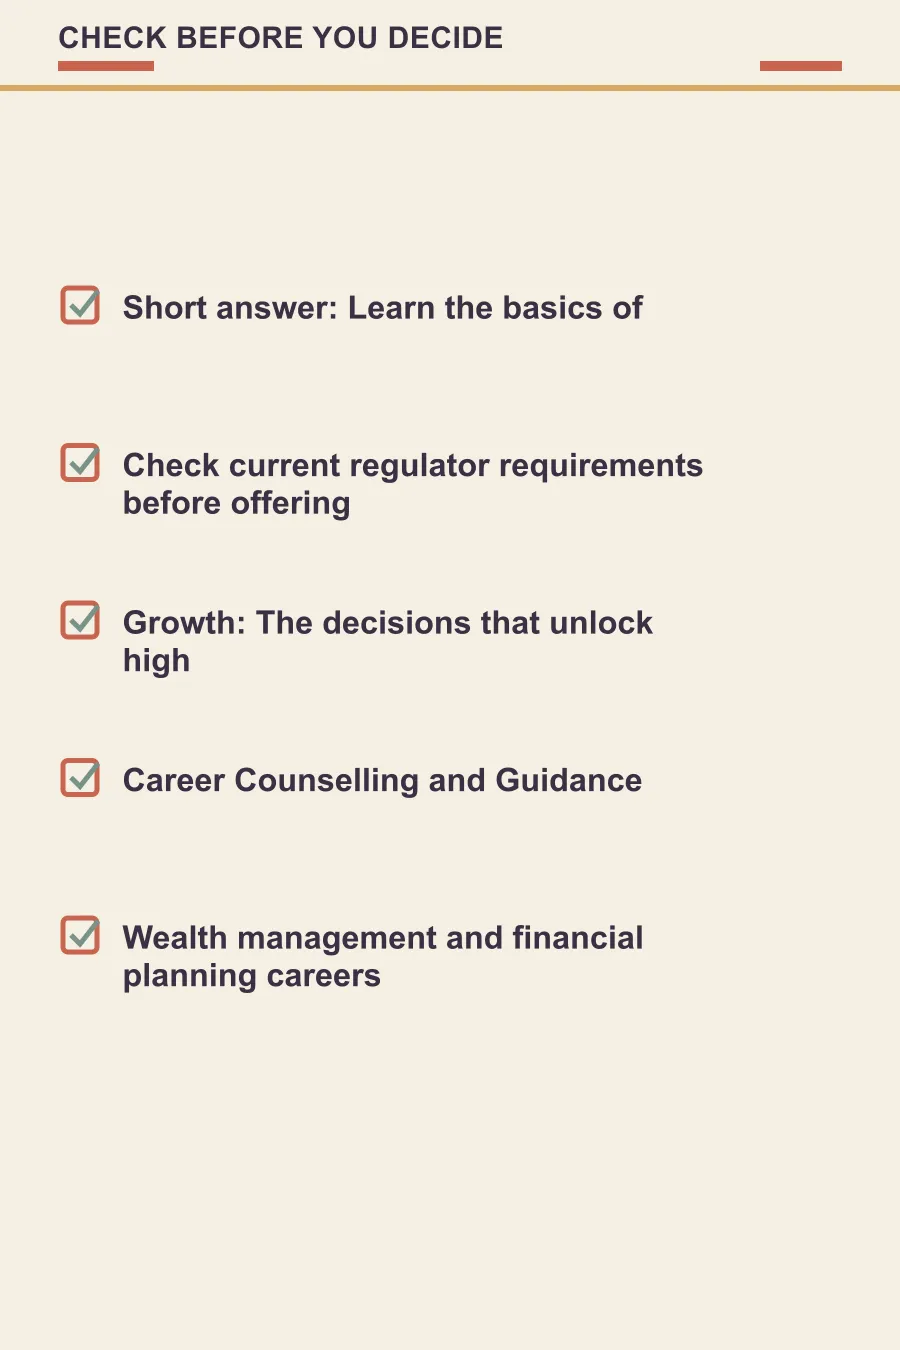 CHECK BEFORE YOU DECIDE
Short answer: Learn the basics of
Check current regulator requirements
before offering
Growth: The decisions that unlock
high
Career Counselling and Guidance
Wealth management and financial
planning careers